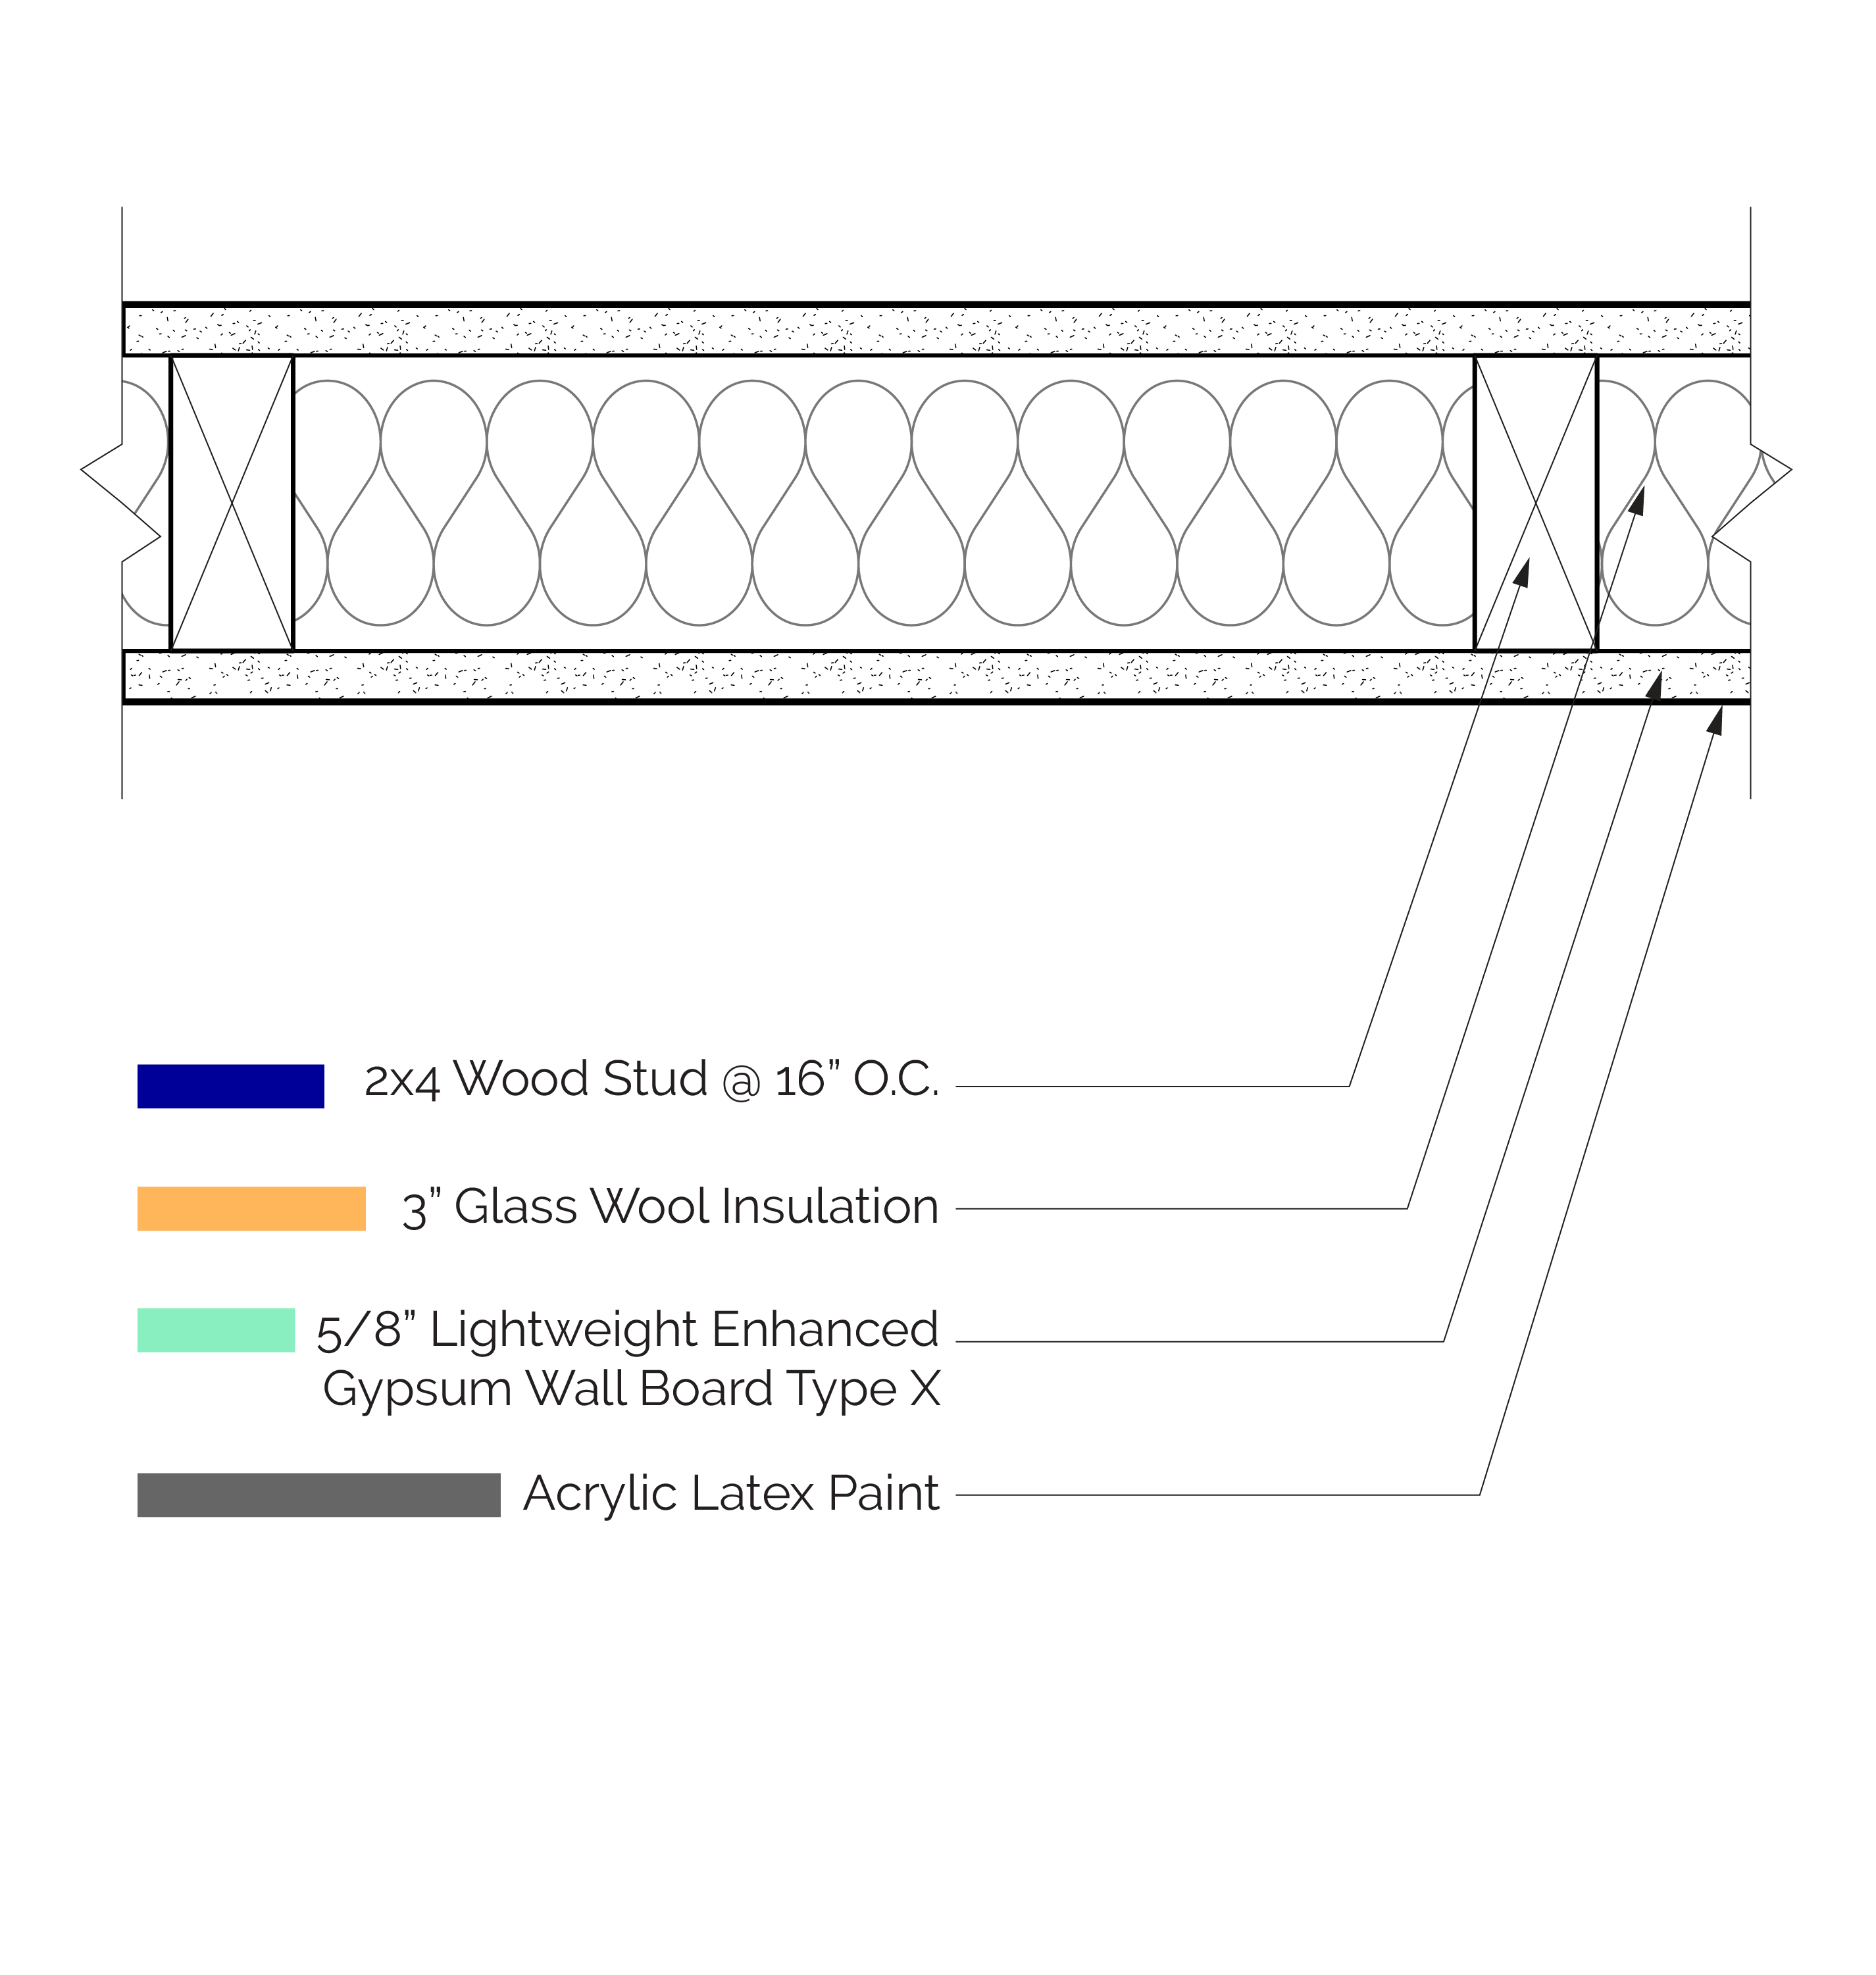 2x4 Wood Stud @ 16” O.C.
3” Glass Wool Insulation
5/8” Lightweight Enhanced
Gypsum Wall Board Type X
Acrylic Latex Paint